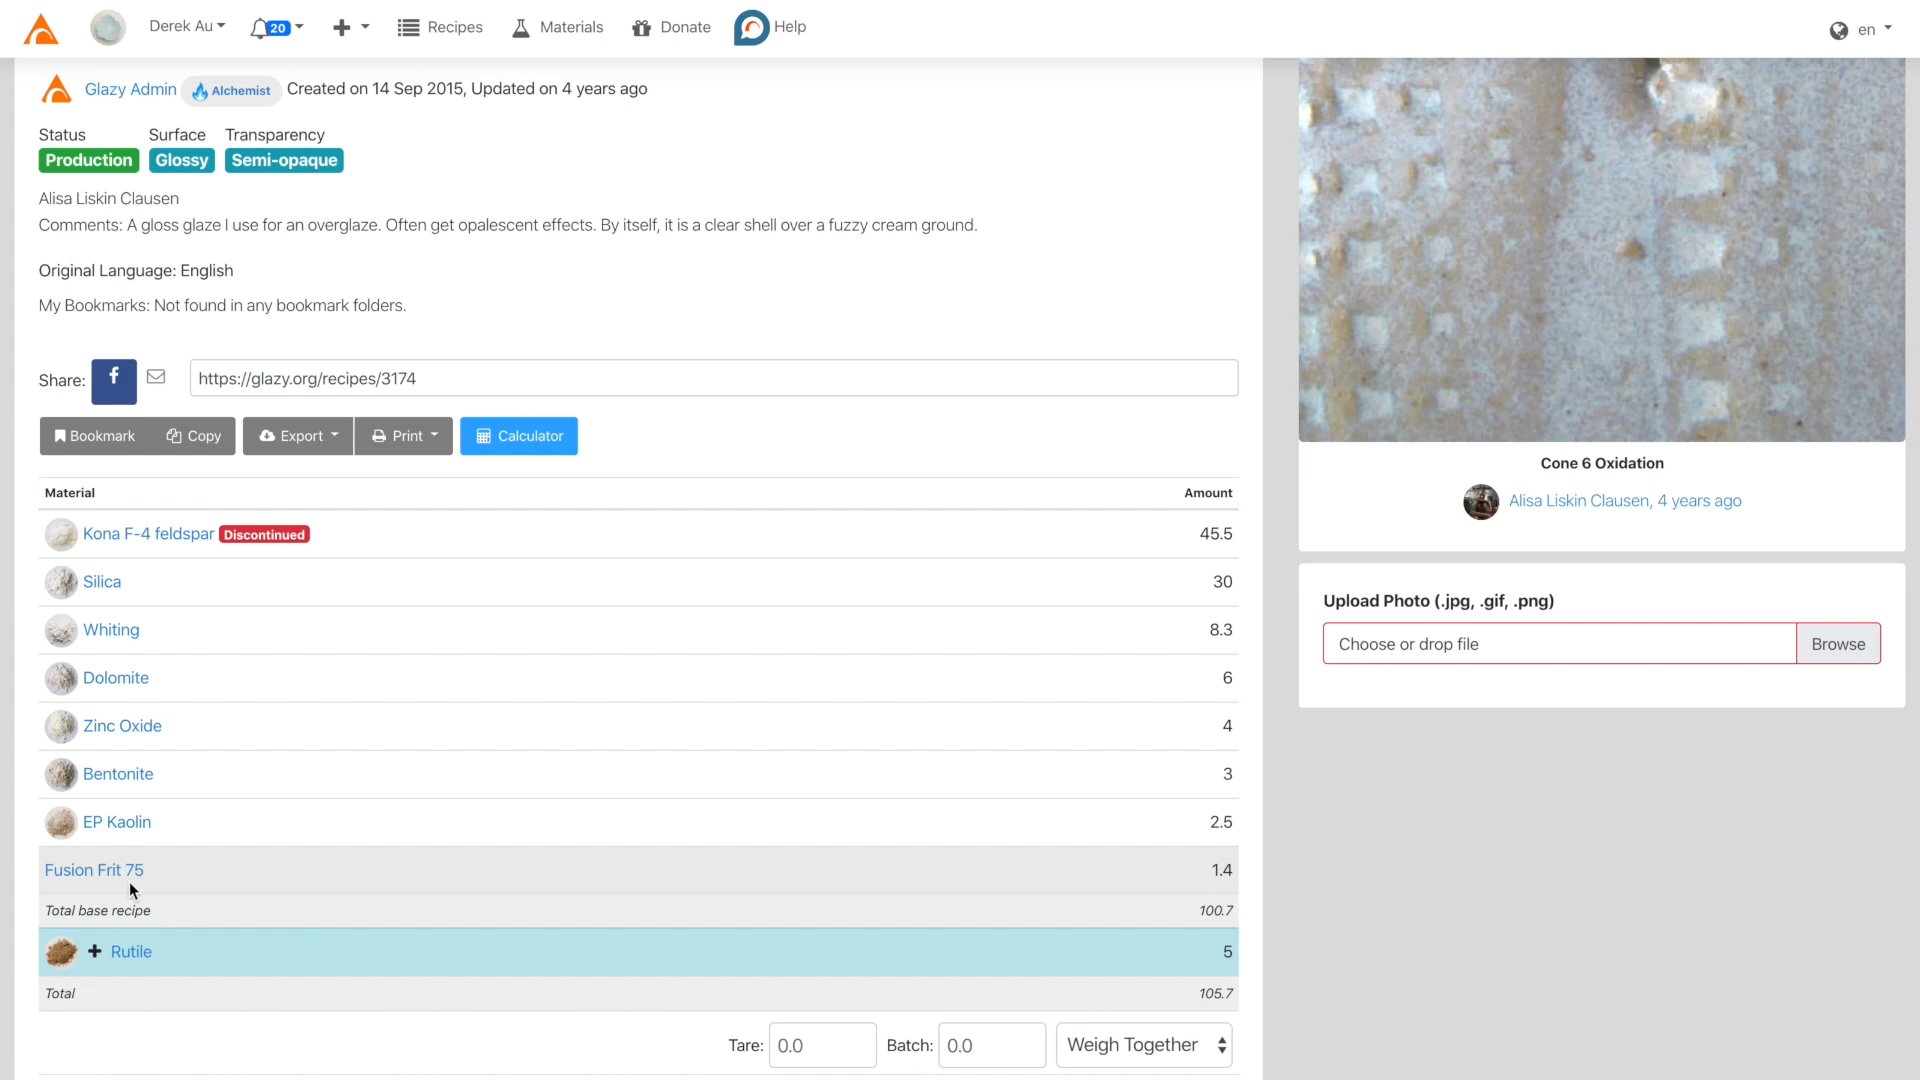 Derek Au
20
Recipes
Materials
Donate
Help
en
Glazy Admin Alchemist Created on 14 Sep 2015, Updated on 4 years ago
Status Surface Transparency
Production Glossy Semi-opaque
Alisa Liskin Clausen
Comments: A gloss glaze I use for an overglaze. Often get opalescent effects. By itself, it is a clear shell over a fuzzy cream ground.
Original Language: English
My Bookmarks: Not found in any bookmark folders.
Share: f https://glazy.org/recipes/3174
Bookmark Copy Export Print Calculator
Material Amount
Kona F-4 feldspar Discontinued 45.5
Silica 30
Whiting 8.3
Dolomite 6
Zinc Oxide 4
Bentonite 3
EP Kaolin 2.5
Fusion Frit 75 1.4
Total base recipe 100.7
+ Rutile 5
Total 105.7
Tare: 0.0 Batch: 0.0 Weigh Together
Cone 6 Oxidation
Alisa Liskin Clausen, 4 years ago
Upload Photo (.jpg, .gif, .png)
Choose or drop file Browse